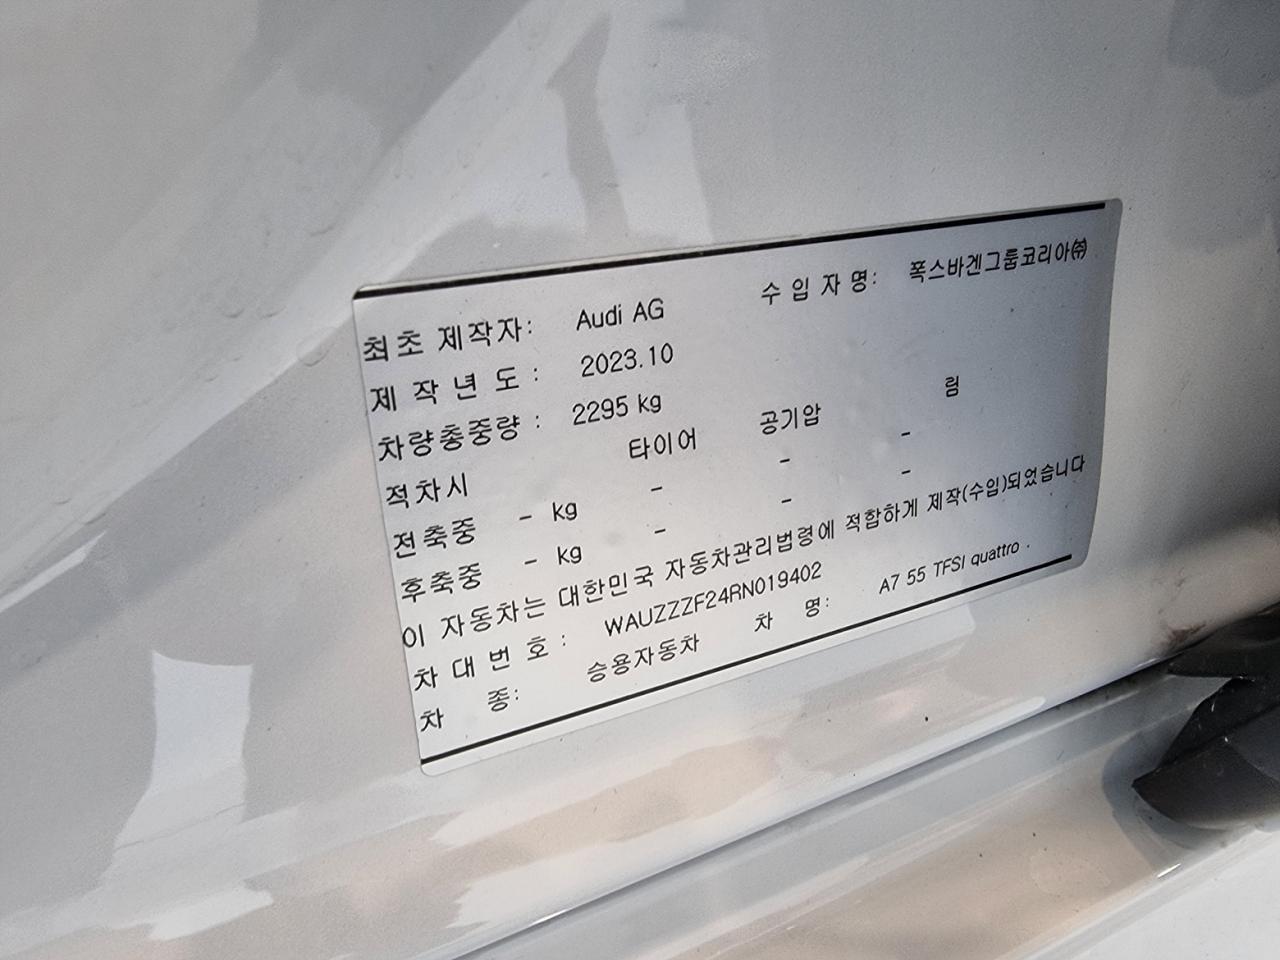 최초 제작자: Audi AG 수 입 자 명: 폭스바겐그룹코리아㈜
제 작 년 도 : 2023.10
차량총중량 : 2295 kg
적차시 타이어 공기압 림
전축중 - kg - - -
후축중 - kg - - -
이 자동차는 대한민국 자동차관리법령에 적합하게 제작(수입)되었습니다
차 대 번 호 : WAUZZZF24RN019402
차 종: 승용자동차 차 명: A7 55 TFSI quattro .